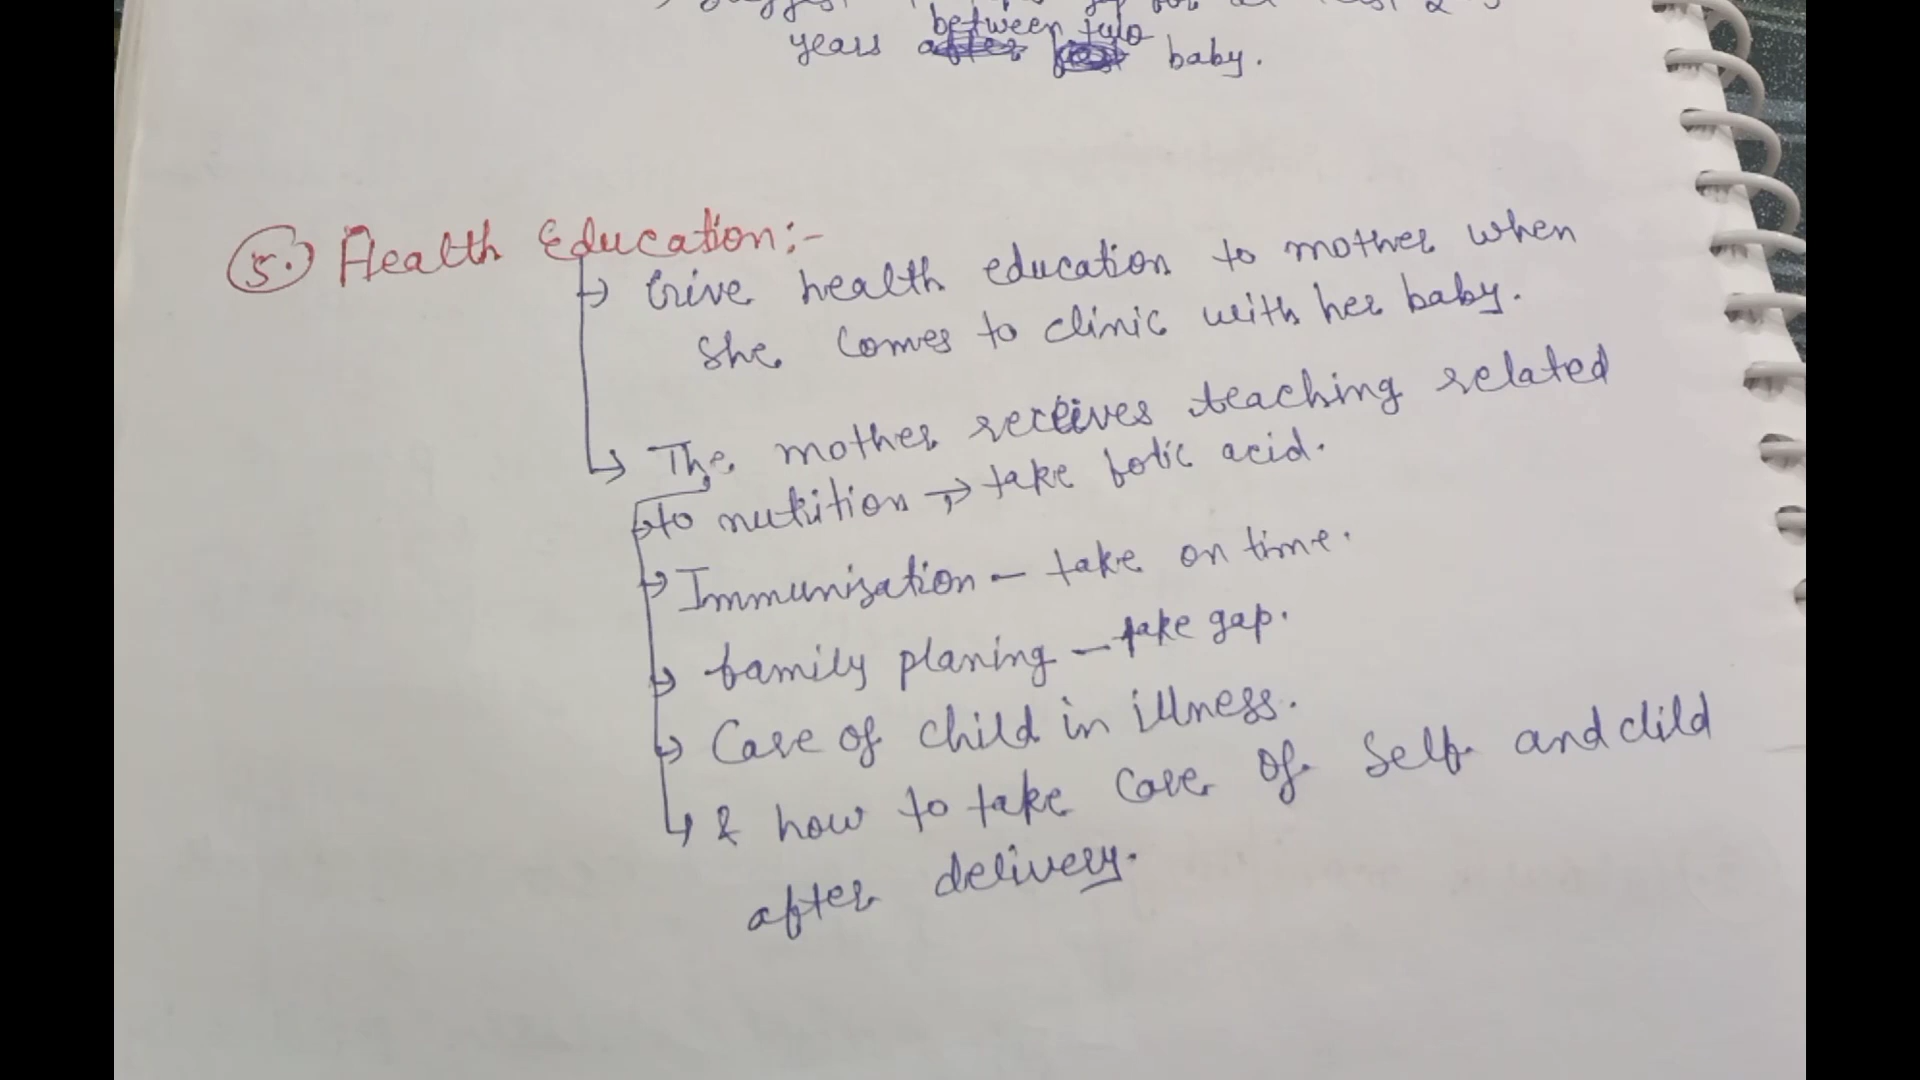 between two
years after baby.
5. Health Education:-
→ Give health education to mother when
she comes to clinic with her baby.
→ The mother receives teaching related
→ to nutrition → take folic acid.
→ Immunization - take on time.
→ family planing - take gap.
→ Care of child in illness.
→ & how to take care of self and child
after delivery.